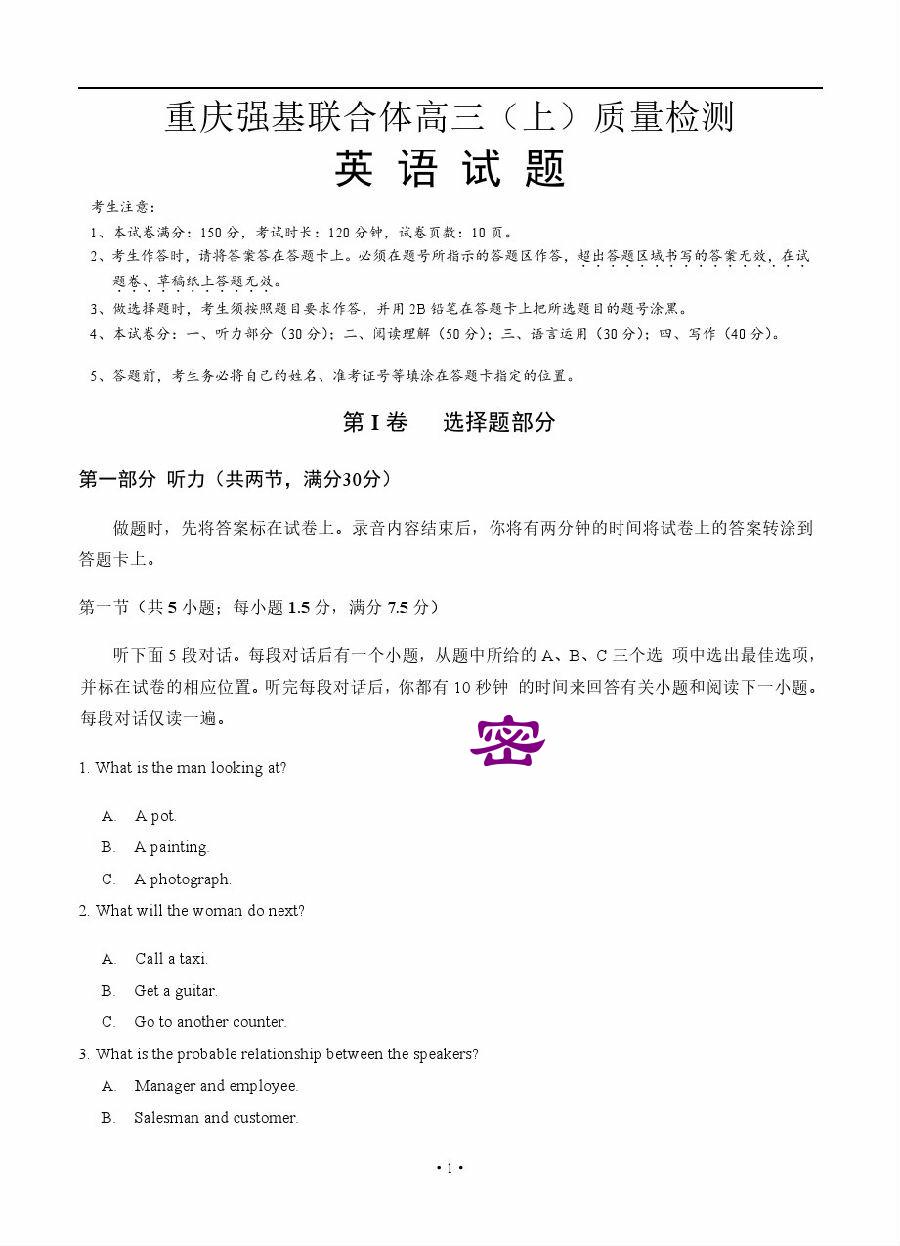 重庆强基联合体高三（上）质量检测
英 语 试 题
考生注意：
1、本试卷满分：150 分，考试时长：120 分钟，试卷页数：10 页。
2、考生作答时，请将答案答在答题卡上。必须在题号所指示的答题区作答，超出答题区域书写的答案无效，在试
题卷、草稿纸上答题无效。
3、做选择题时，考生须按照题目要求作答，并用 2B 铅笔在答题卡上把所选题目的题号涂黑。
4、本试卷分：一、听力部分（30 分）；二、阅读理解（50 分）；三、语言运用（30 分）；四、写作（40 分）。
5、答题前，考生务必将自己的姓名、准考证号等填涂在答题卡指定的位置。
第 I 卷 选择题部分
第一部分 听力（共两节，满分30分）
做题时，先将答案标在试卷上。录音内容结束后，你将有两分钟的时间将试卷上的答案转涂到
答题卡上。
第一节（共 5 小题；每小题 1.5 分，满分 7.5 分）
听下面 5 段对话。每段对话后有一个小题，从题中所给的 A、B、C 三个选 项中选出最佳选项，
并标在试卷的相应位置。听完每段对话后，你都有 10 秒钟 的时间来回答有关小题和阅读下一小题。
每段对话仅读一遍。
密
1. What is the man looking at?
A. A pot.
B. A painting.
C. A photograph.
2. What will the woman do next?
A. Call a taxi.
B. Get a guitar.
C. Go to another counter.
3. What is the probable relationship between the speakers?
A. Manager and employee.
B. Salesman and customer.
• 1 •